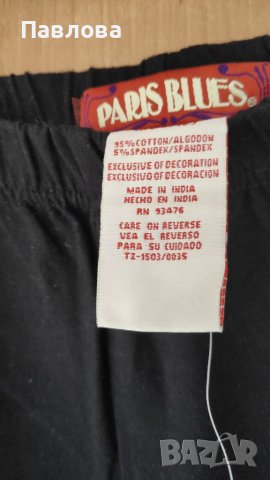 Павлова
PARIS BLUES®
95% COTTON/ALGODON
5% SPANDEX/SPANDEX
EXCLUSIVE OF DECORATION
EXCLUSIVO OF DECORACION
MADE IN INDIA
HECHO EN INDIA
RN 93476
CARE ON REVERSE
VEA EL REVERSO
PARA SU CUIDADO
TZ-1503/0035
BAZAR